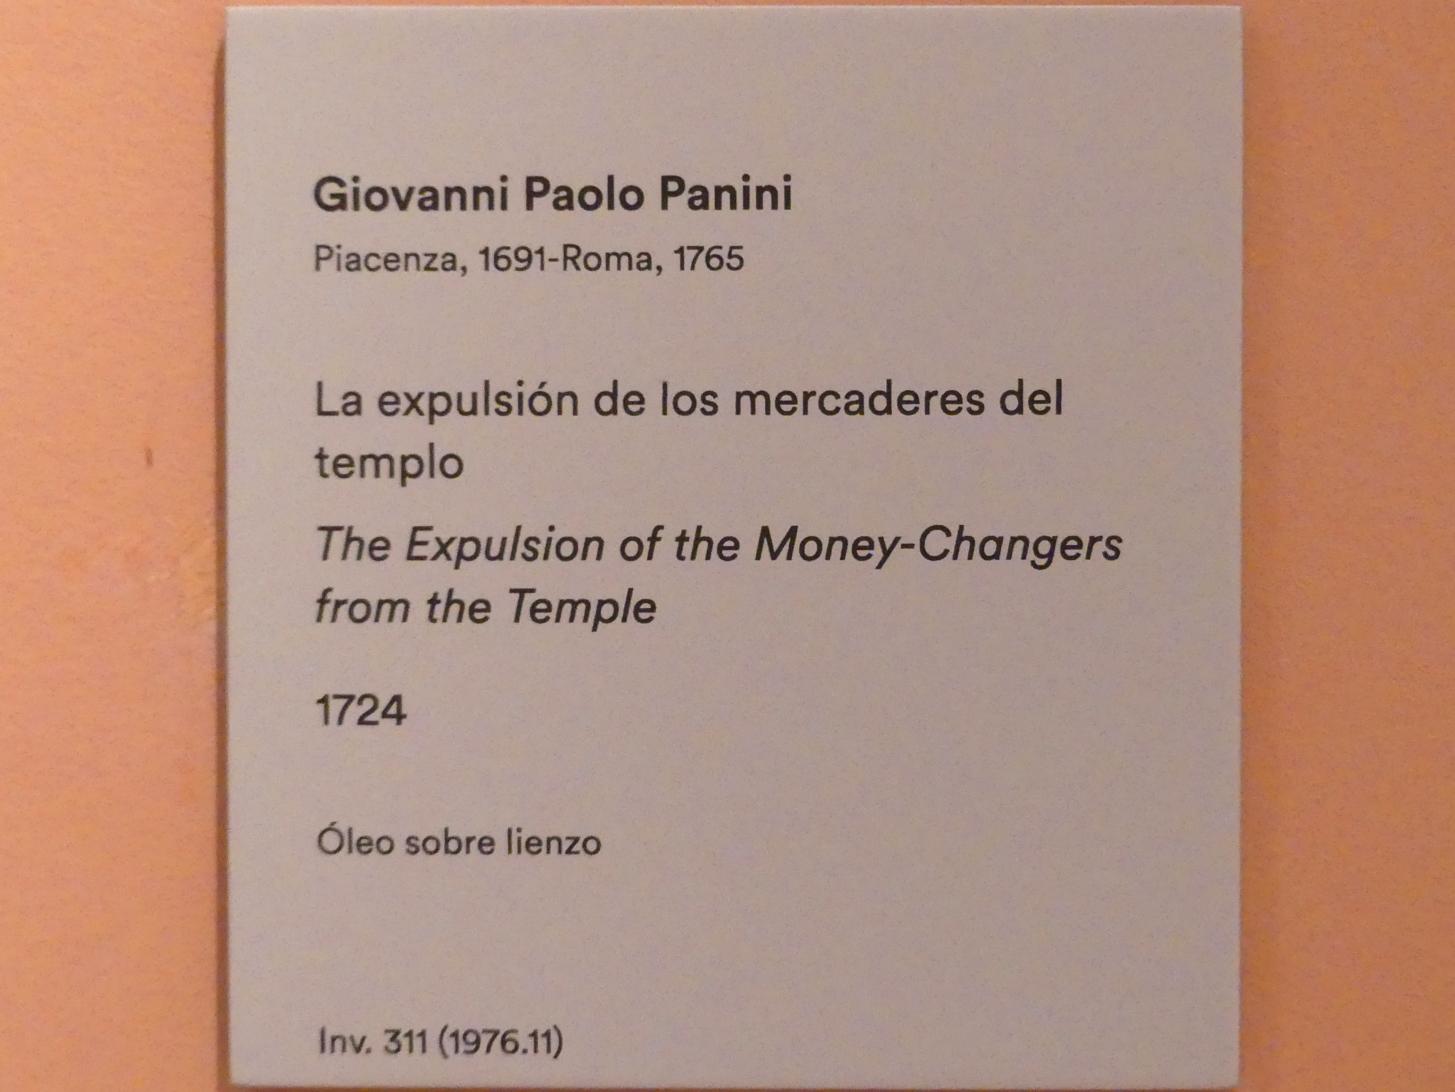 Giovanni Paolo Panini
Piacenza, 1691-Roma, 1765
La expulsión de los mercaderes del
templo
The Expulsion of the Money-Changers
from the Temple
1724
Óleo sobre lienzo
Inv. 311 (1976.11)